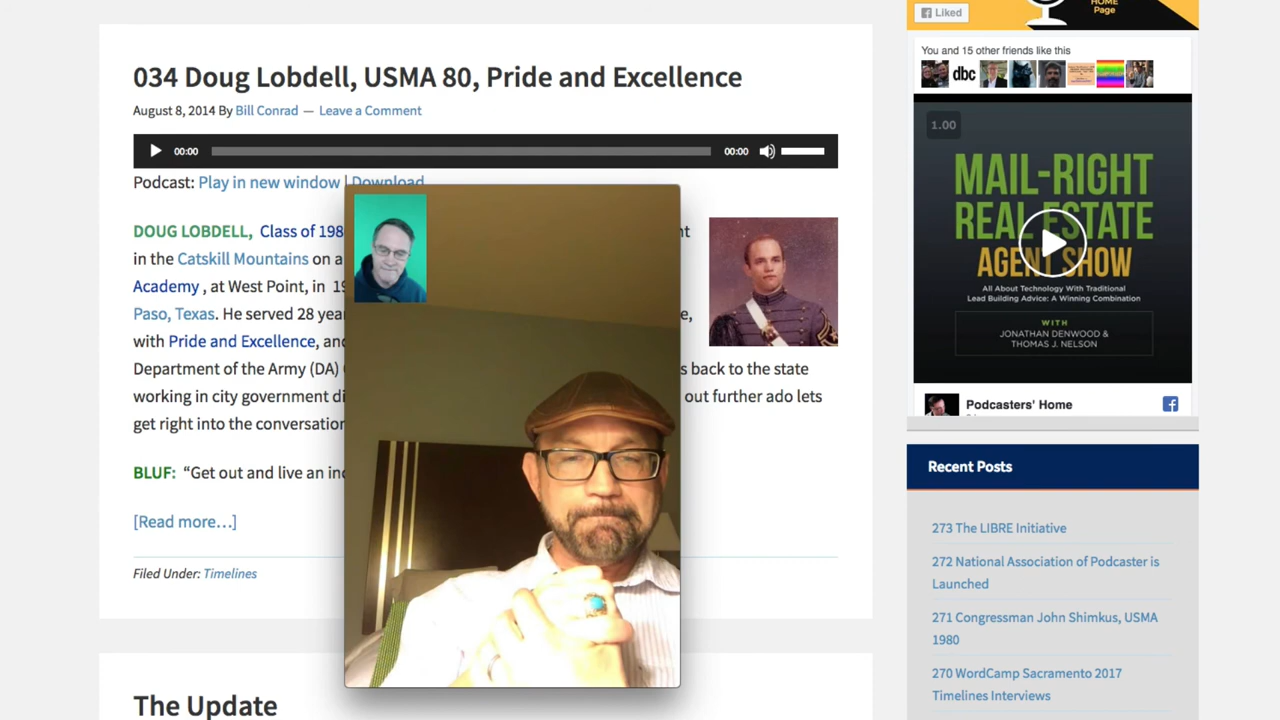 034 Doug Lobdell, USMA 80, Pride and Excellence
August 8, 2014 By Bill Conrad — Leave a Comment
00:00
00:00
Podcast: Play in new window | Download
DOUG LOBDELL, Class of 198
in the Catskill Mountains on a
Academy , at West Point, in 19
Paso, Texas. He served 28 yea
with Pride and Excellence, an
Department of the Army (DA) s back to the state
working in city government di out further ado lets
get right into the conversation
BLUF: “Get out and live an in
[Read more…]
Filed Under: Timelines
The Update
Liked
HOME
Page
You and 15 other friends like this
dbc
1.00
MAIL-RIGHT
REAL ESTATE
AGENT SHOW
All About Technology With Traditional
Lead Building Advice: A Winning Combination
WITH
JONATHAN DENWOOD &
THOMAS J. NELSON
Podcasters' Home
Recent Posts
273 The LIBRE Initiative
272 National Association of Podcaster is
Launched
271 Congressman John Shimkus, USMA
1980
270 WordCamp Sacramento 2017
Timelines Interviews